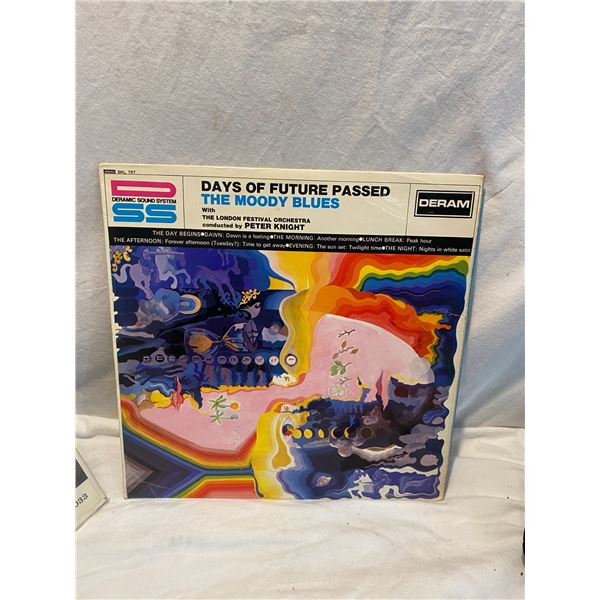 SML 707
DSS
DERAMIC SOUND SYSTEM
DAYS OF FUTURE PASSED
THE MOODY BLUES
With
THE LONDON FESTIVAL ORCHESTRA
conducted by PETER KNIGHT
DERAM
THE DAY BEGINS●DAWN: Dawn is a feeling●THE MORNING: Another morning●LUNCH BREAK: Peak hour
THE AFTERNOON: Forever afternoon (Tuesday?): Time to get away●EVENING: The sun set: Twilight time●THE NIGHT: Nights in white satin
033